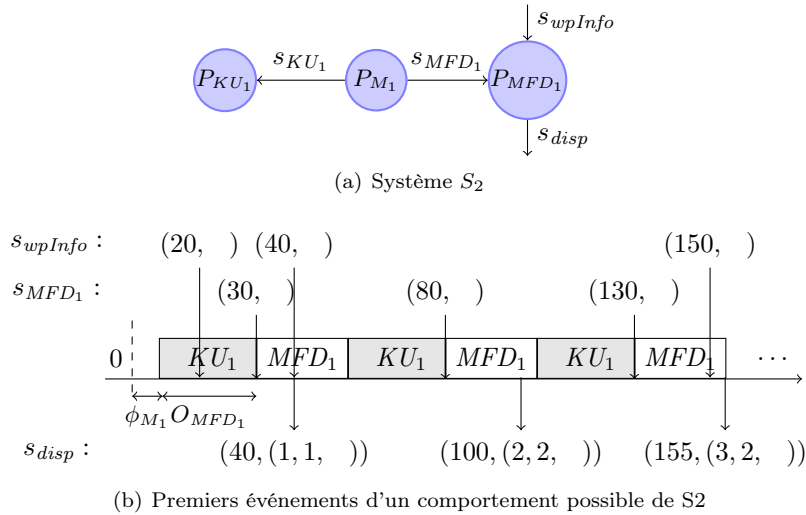 s_wpInfo
s_KU1 s_MFD1
P_KU1 P_M1 P_MFD1
s_disp
(a) Système S2
s_wpInfo : (20, ) (40, ) (150, )
s_MFD1 : (30, ) (80, ) (130, )
0 KU1 MFD1 KU1 MFD1 KU1 MFD1 ⋯
ϕM1 O_MFD1
s_disp : (40, (1, 1, )) (100, (2, 2, )) (155, (3, 2, ))
(b) Premiers événements d'un comportement possible de S2